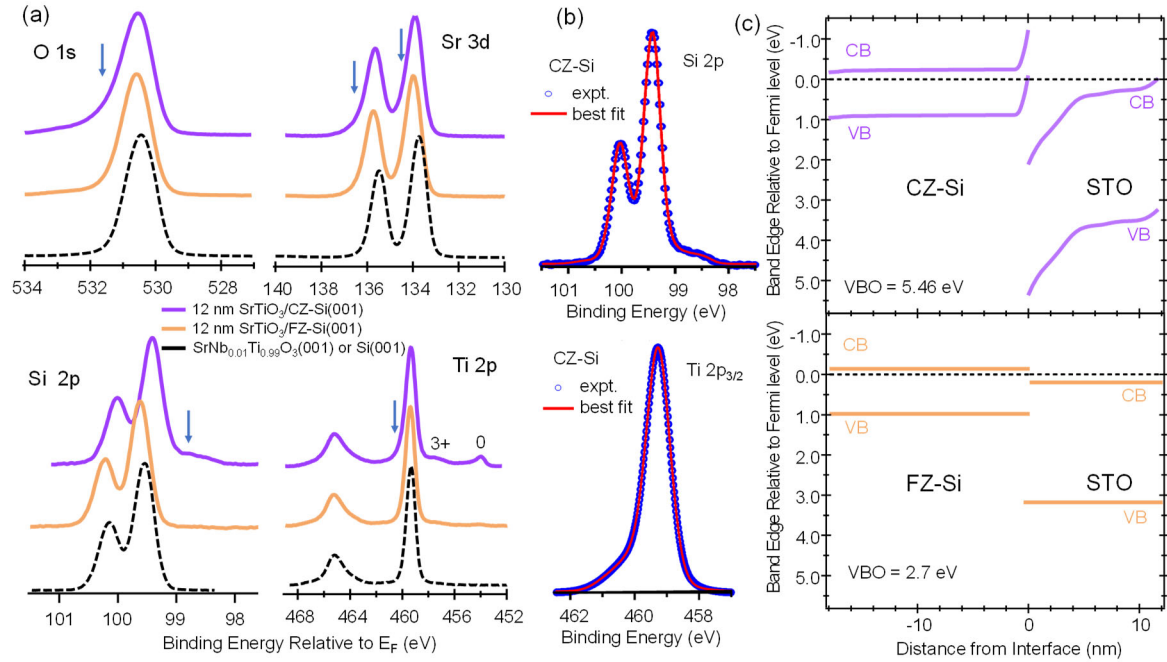 (a)
O 1s
Sr 3d
534 532 530 528 526
140 138 136 134 132 130
12 nm SrTiO3/CZ-Si(001)
12 nm SrTiO3/FZ-Si(001)
SrNb0.01Ti0.99O3(001) or Si(001)
Si 2p
Ti 2p
3+ 0
101 100 99 98
468 464 460 456 452
Binding Energy Relative to EF (eV)
(b)
Si 2p
CZ-Si
expt.
best fit
101 100 99 98
Binding Energy (eV)
CZ-Si
Ti 2p3/2
expt.
best fit
462 460 458
Binding Energy (eV)
(c)
Band Edge Relative to Fermi level (eV)
-1.0
0.0
1.0
2.0
3.0
4.0
5.0
CB
VB
CB
CZ-Si STO
VB
VBO = 5.46 eV
Band Edge Relative to Fermi level (eV)
-1.0
0.0
1.0
2.0
3.0
4.0
5.0
CB
CB
VB
FZ-Si STO
VB
VBO = 2.7 eV
-10 0 10
Distance from Interface (nm)